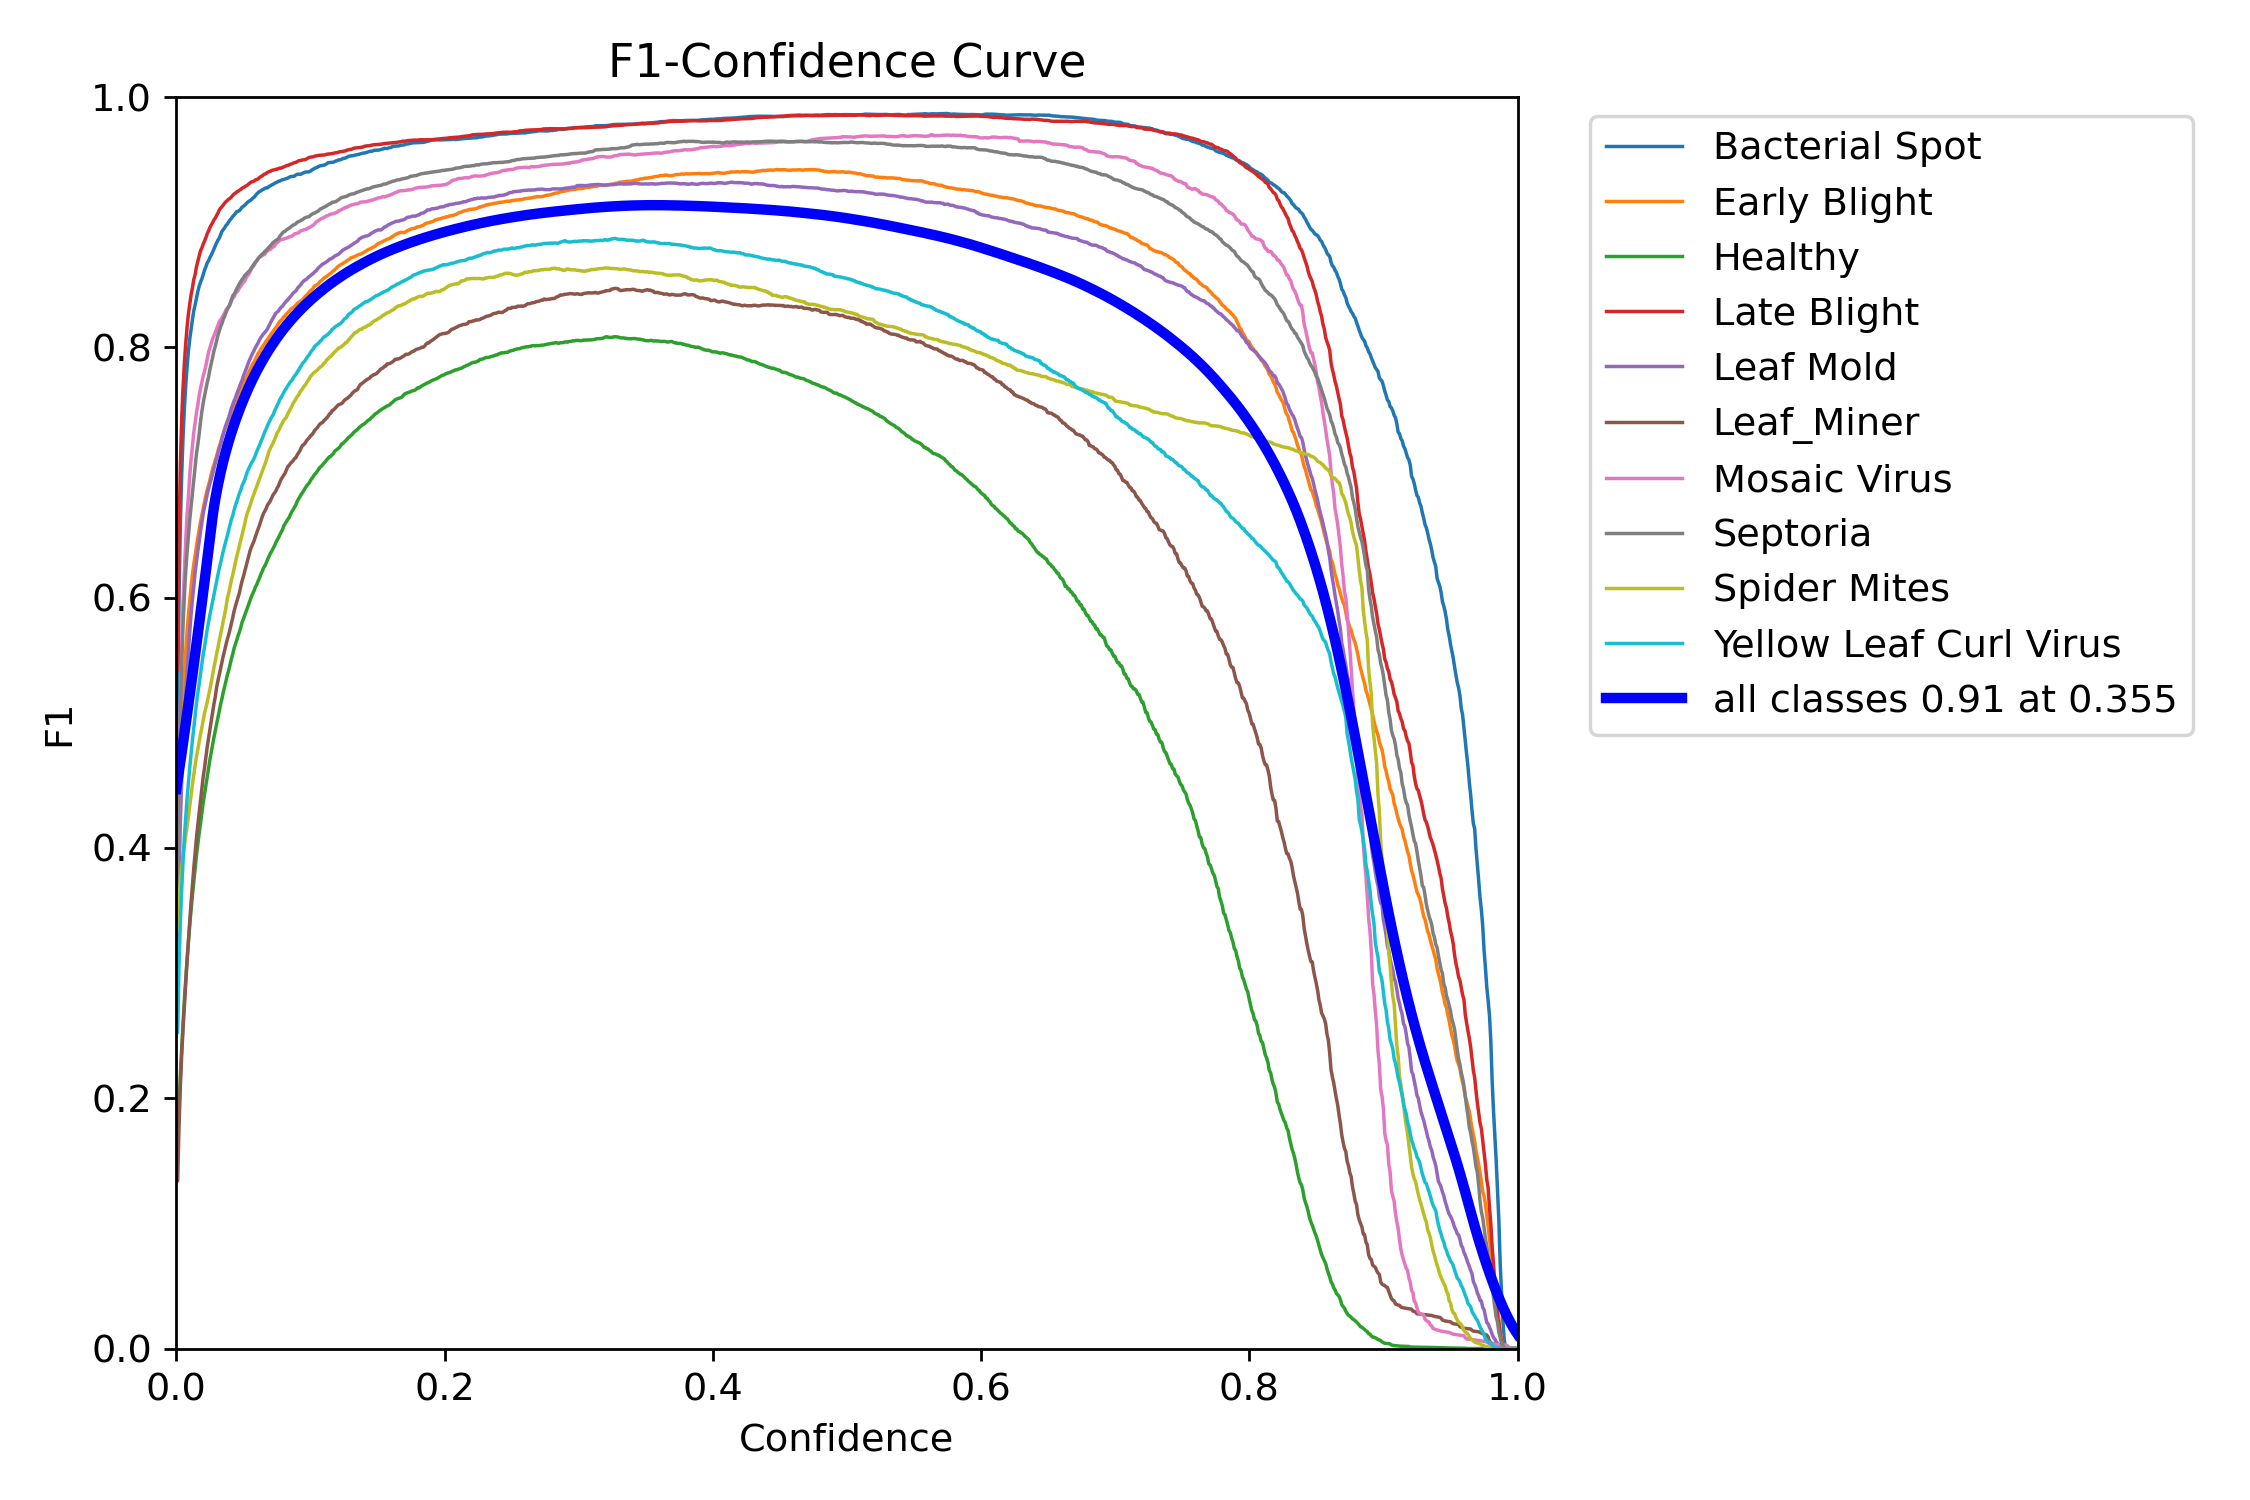 F1-Confidence Curve
1.0
0.8
0.6
0.4
0.2
0.0
F1
0.0 0.2 0.4 0.6 0.8 1.0
Confidence
Bacterial Spot
Early Blight
Healthy
Late Blight
Leaf Mold
Leaf_Miner
Mosaic Virus
Septoria
Spider Mites
Yellow Leaf Curl Virus
all classes 0.91 at 0.355